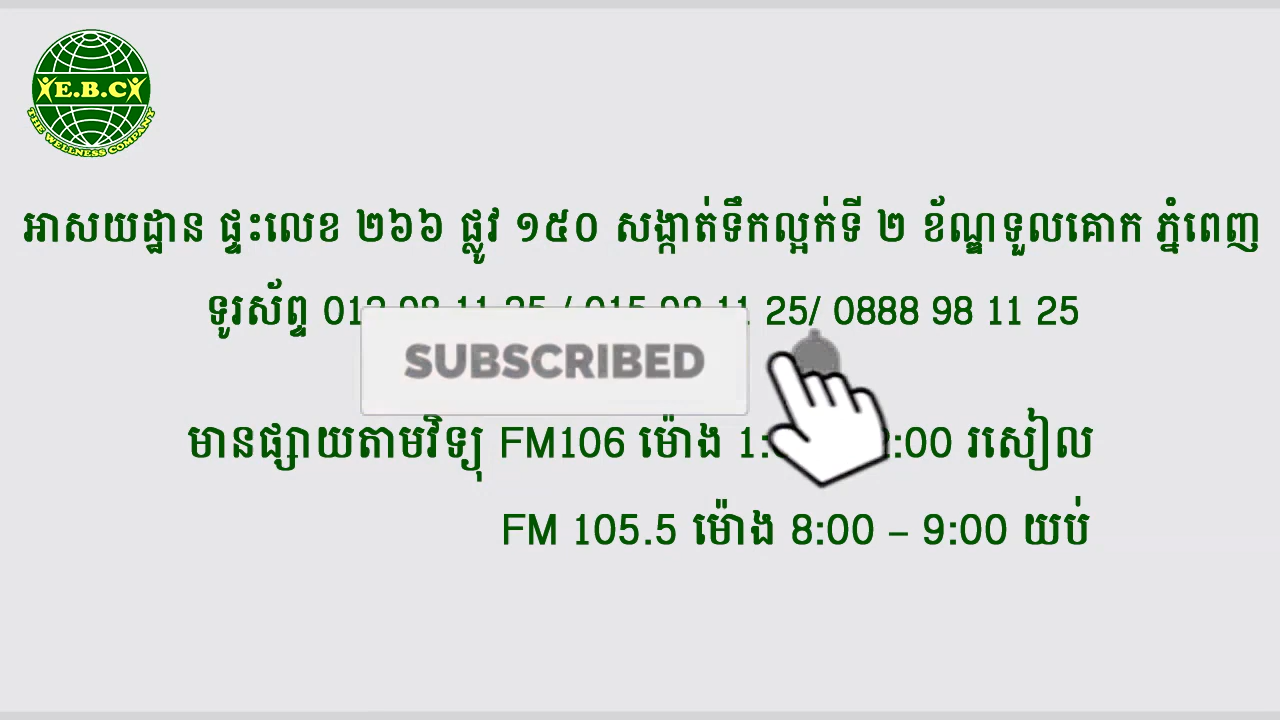 E.B.C
THE WELLNESS COMPANY
អាសយដ្ឋាន ផ្ទះលេខ ២៦៦ ផ្លូវ ១៥០ សង្កាត់ទឹកល្អក់ទី ២ ខ័ណ្ឌទួលគោក ភ្នំពេញ
ទូរស័ព្ទ 25/ 0888 98 11 25
SUBSCRIBED
មានផ្សាយតាមវិទ្យុ FM106 ម៉ោង រសៀល
FM 105.5 ម៉ោង 8:00 – 9:00 យប់